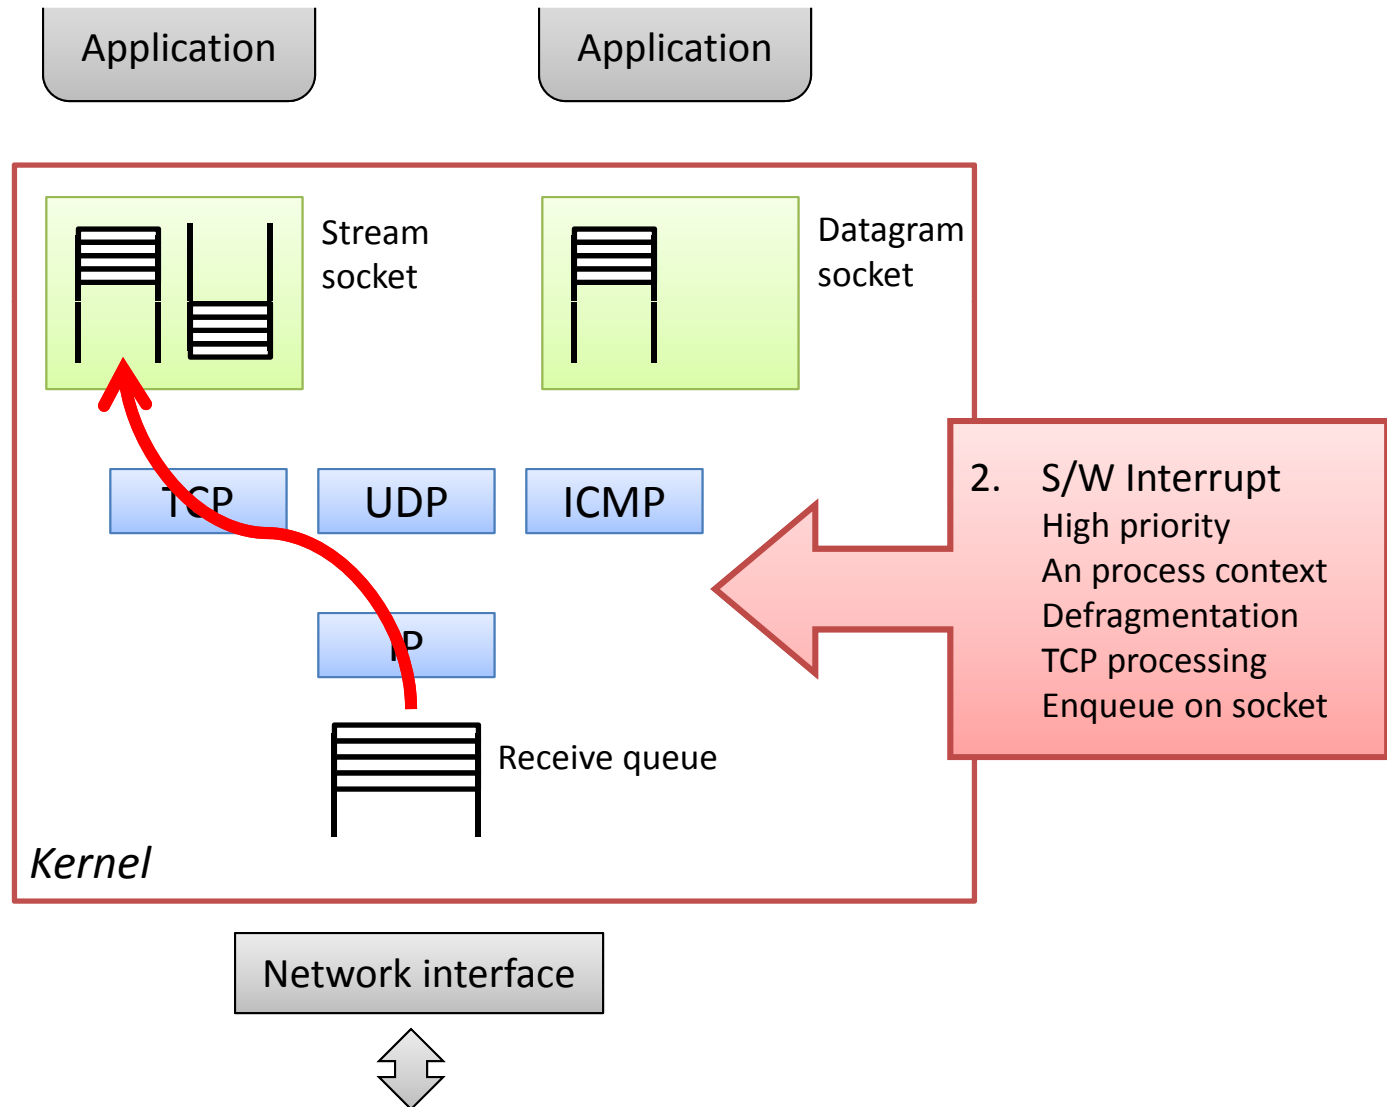 Application
Application
Stream
socket
Datagram
socket
TCP
UDP
ICMP
IP
Receive queue
Kernel
2. S/W Interrupt
High priority
An process context
Defragmentation
TCP processing
Enqueue on socket
Network interface